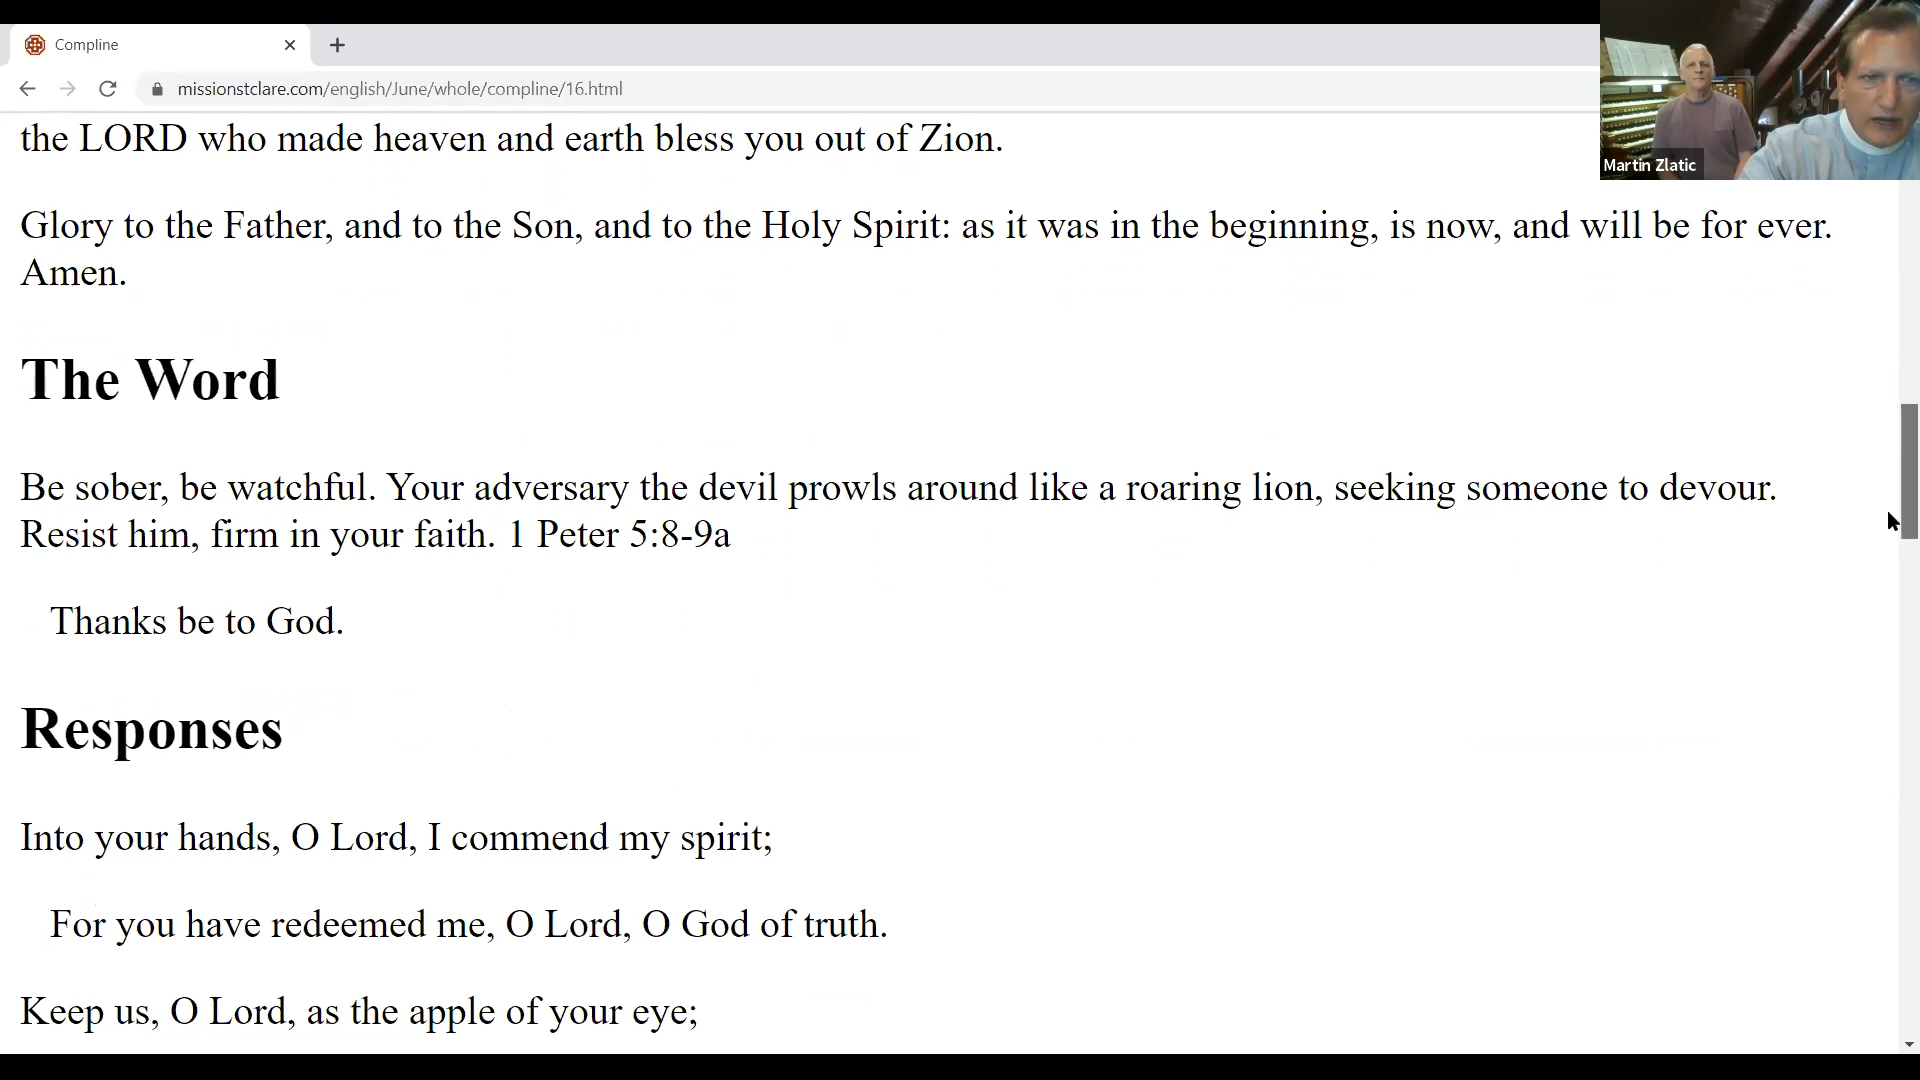 Compline
missionstclare.com/english/June/whole/compline/16.html
Martin Zlatic
the LORD who made heaven and earth bless you out of Zion.
Glory to the Father, and to the Son, and to the Holy Spirit: as it was in the beginning, is now, and will be for ever.
Amen.
The Word
Be sober, be watchful. Your adversary the devil prowls around like a roaring lion, seeking someone to devour.
Resist him, firm in your faith. 1 Peter 5:8-9a
Thanks be to God.
Responses
Into your hands, O Lord, I commend my spirit;
For you have redeemed me, O Lord, O God of truth.
Keep us, O Lord, as the apple of your eye;